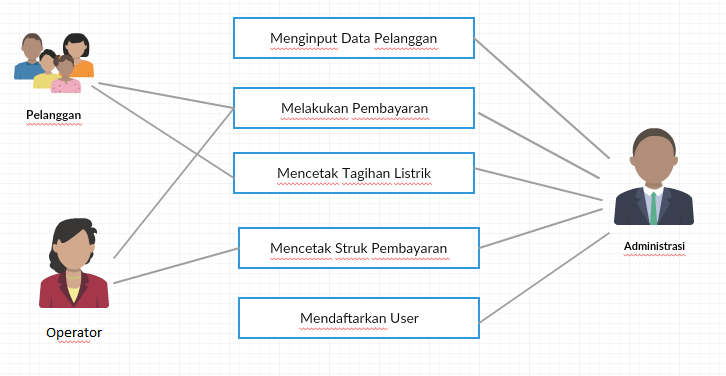 Menginput Data Pelanggan
Melakukan Pembayaran
Pelanggan
Mencetak Tagihan Listrik
Mencetak Struk Pembayaran
Administrasi
Mendaftarkan User
Operator